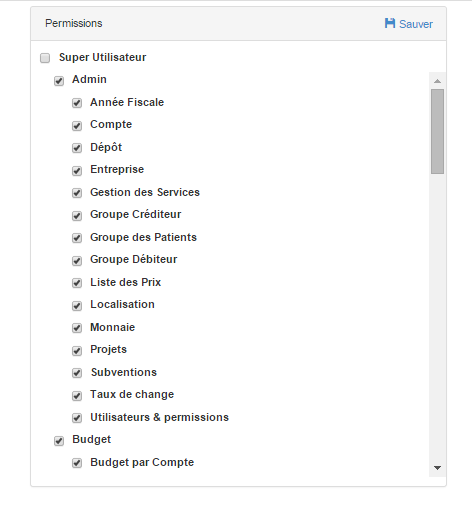 Permissions Sauver
Super Utilisateur
Admin
Année Fiscale
Compte
Dépôt
Entreprise
Gestion des Services
Groupe Créditeur
Groupe des Patients
Groupe Débiteur
Liste des Prix
Localisation
Monnaie
Projets
Subventions
Taux de change
Utilisateurs & permissions
Budget
Budget par Compte